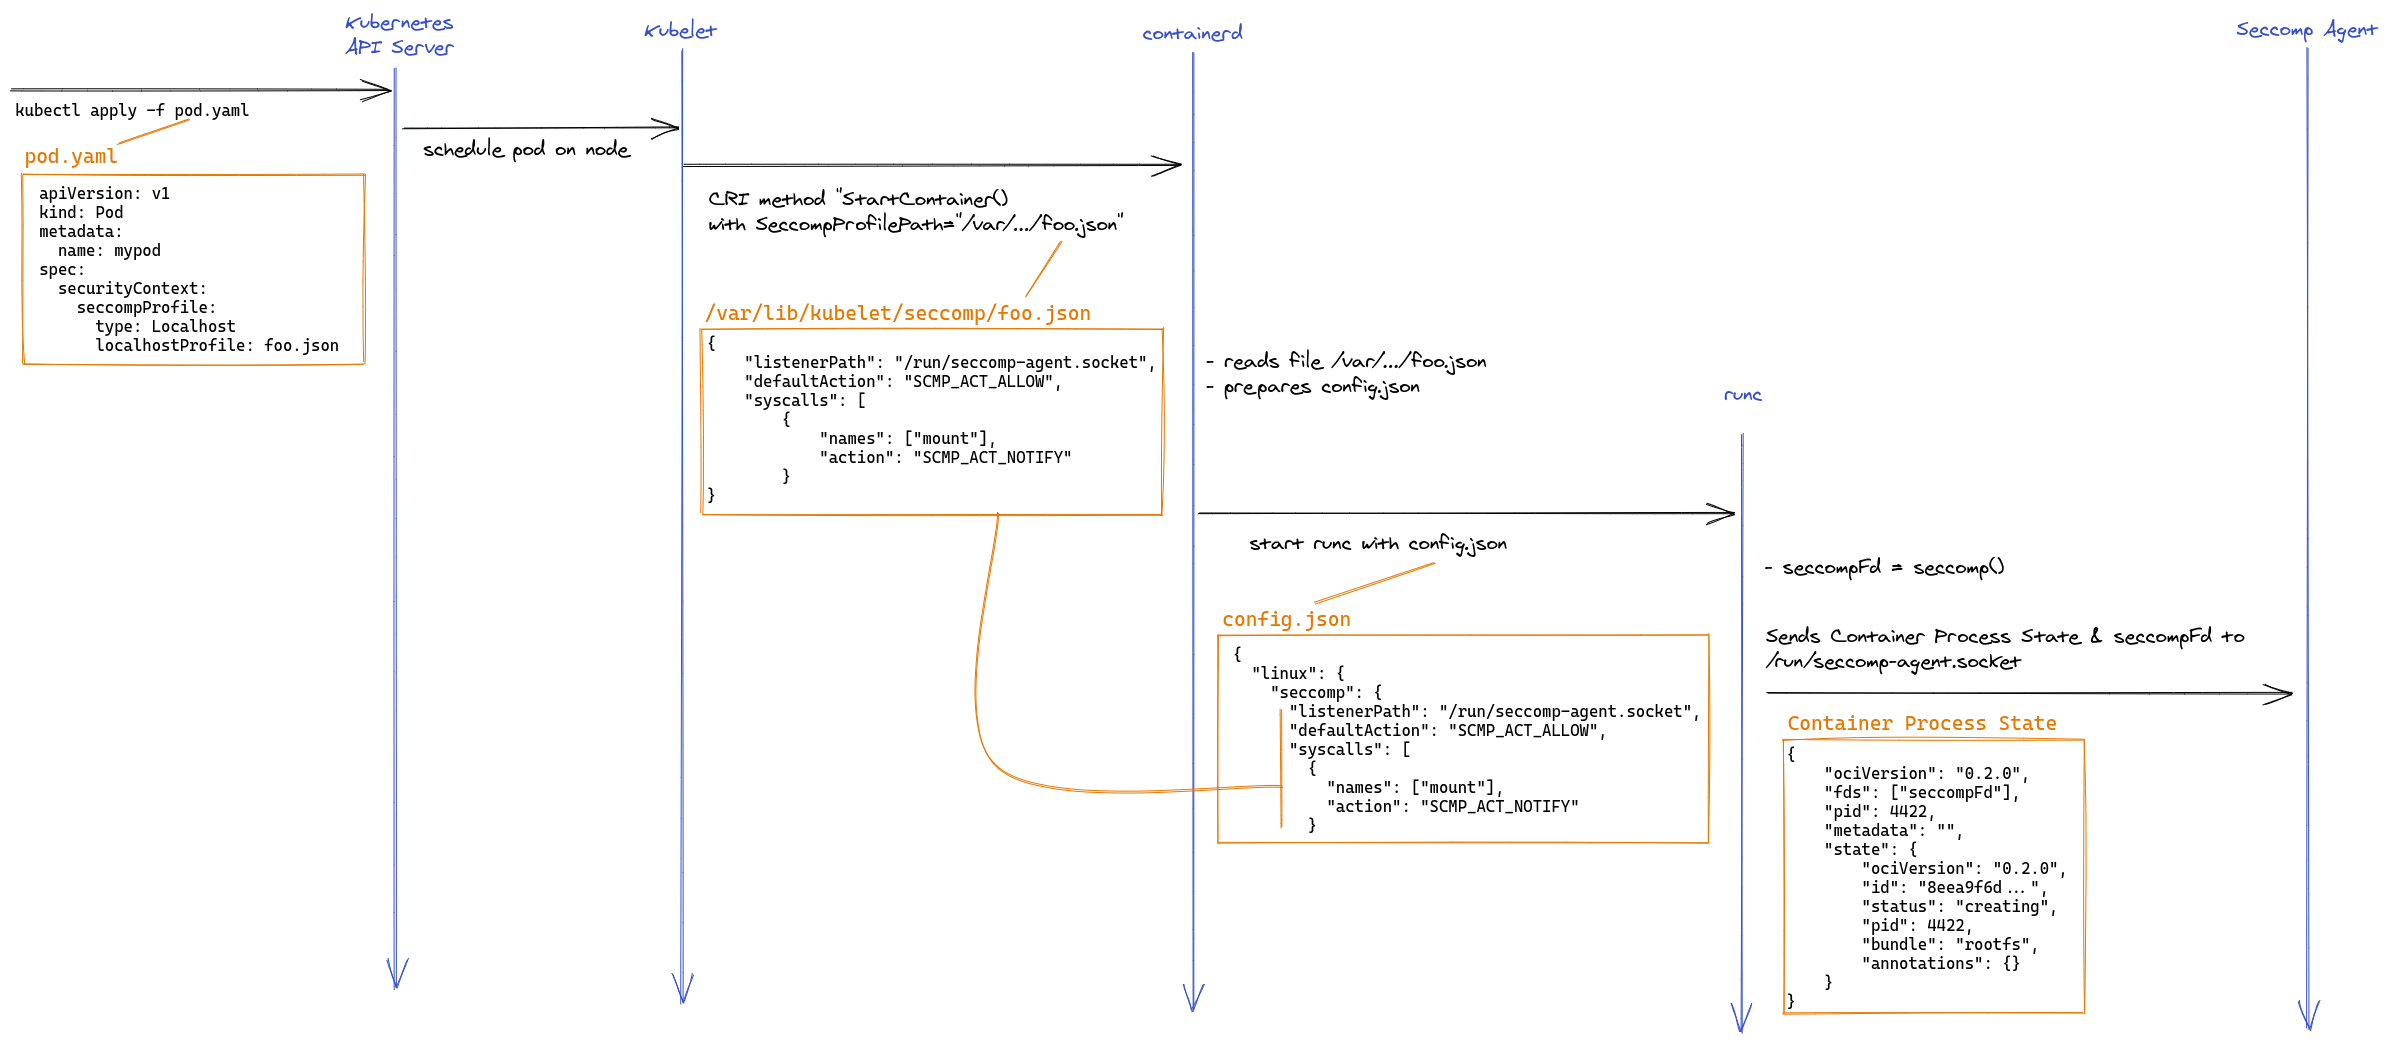 Kubernetes
API Server
Kubelet
containerd
Seccomp Agent
kubectl apply -f pod.yaml
pod.yaml
apiVersion: v1
kind: Pod
metadata:
  name: mypod
spec:
  securityContext:
    seccompProfile:
      type: Localhost
      localhostProfile: foo.json
schedule pod on node
CRI method "StartContainer()
with SeccompProfilePath="/var/.../foo.json"
/var/lib/kubelet/seccomp/foo.json
{
    "listenerPath": "/run/seccomp-agent.socket",
    "defaultAction": "SCMP_ACT_ALLOW",
    "syscalls": [
        {
            "names": ["mount"],
            "action": "SCMP_ACT_NOTIFY"
        }
}
- reads file /var/.../foo.json
- prepares config.json
runc
start runc with config.json
config.json
{
  "linux": {
    "seccomp": {
      "listenerPath": "/run/seccomp-agent.socket",
      "defaultAction": "SCMP_ACT_ALLOW",
      "syscalls": [
        {
          "names": ["mount"],
          "action": "SCMP_ACT_NOTIFY"
        }
- seccompFd = seccomp()
Sends Container Process State & seccompFd to
/run/seccomp-agent.socket
Container Process State
{
    "ociVersion": "0.2.0",
    "fds": ["seccompFd"],
    "pid": 4422,
    "metadata": "",
    "state": {
        "ociVersion": "0.2.0",
        "id": "8eea9f6d...",
        "status": "creating",
        "pid": 4422,
        "bundle": "rootfs",
        "annotations": {}
    }
}